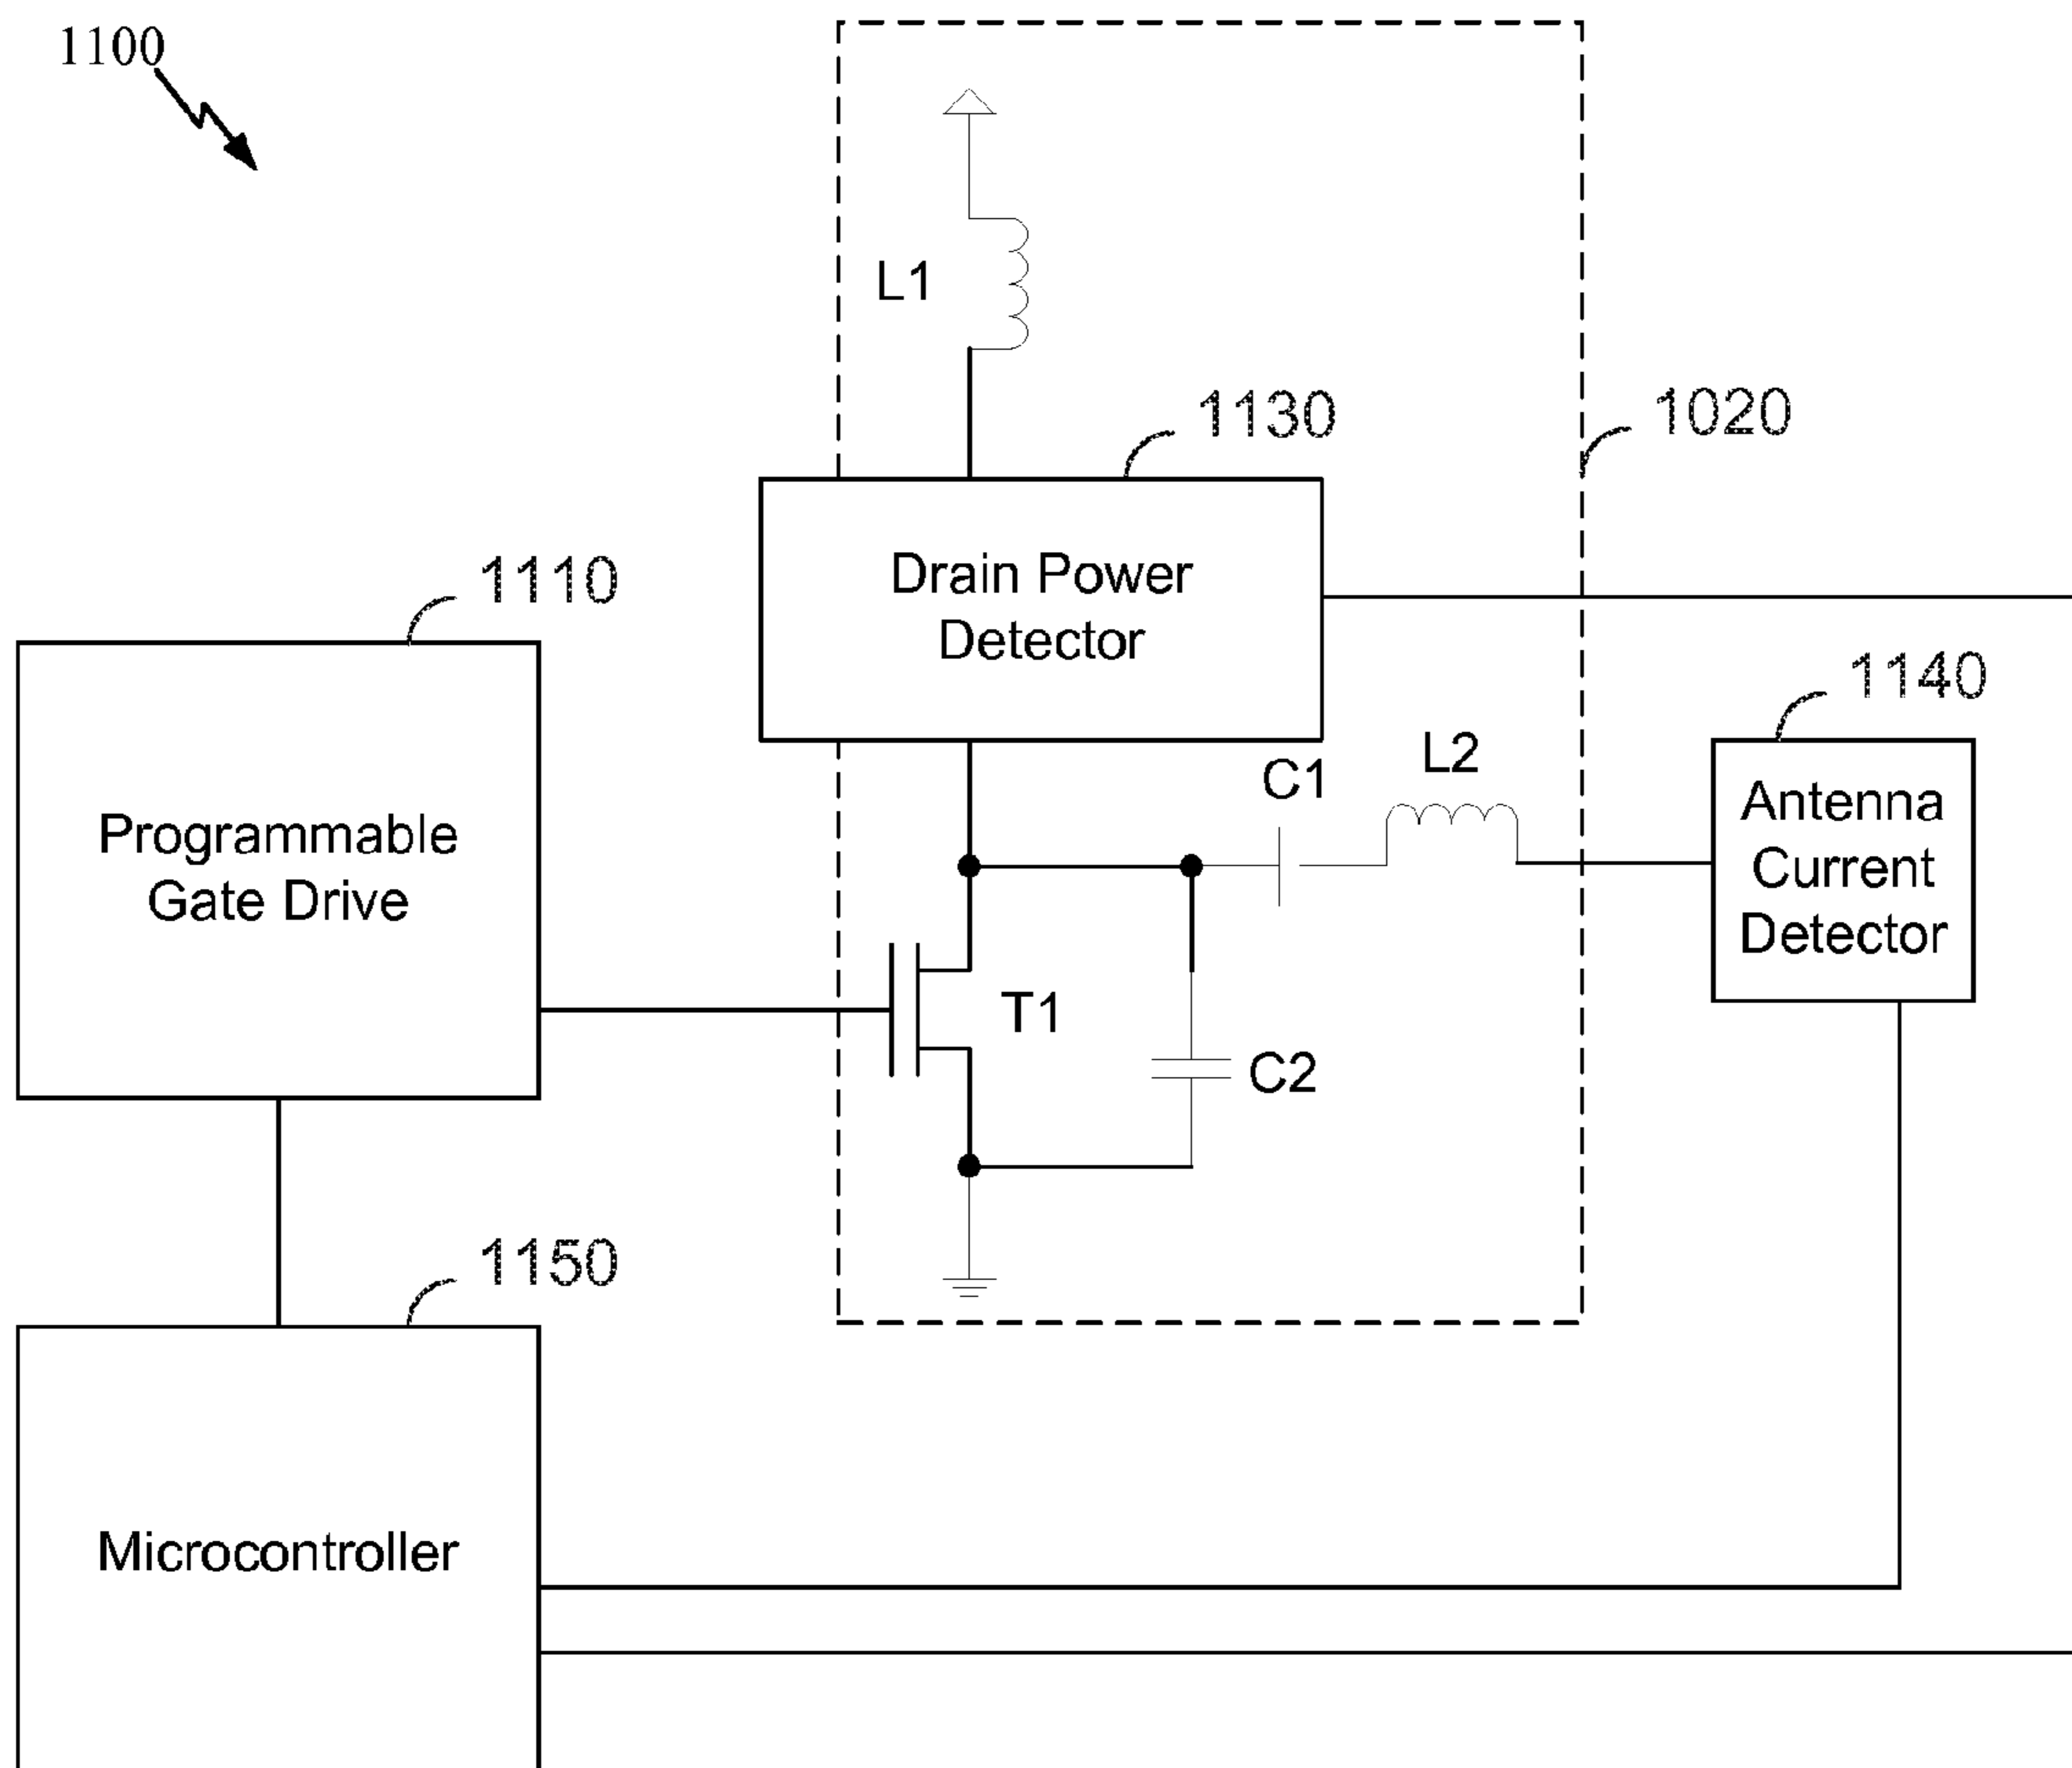 1100
L1
1130
1020
Drain Power
Detector
1110
1140
Programmable
Gate Drive
C1
L2
Antenna
Current
Detector
T1
C2
1150
Microcontroller